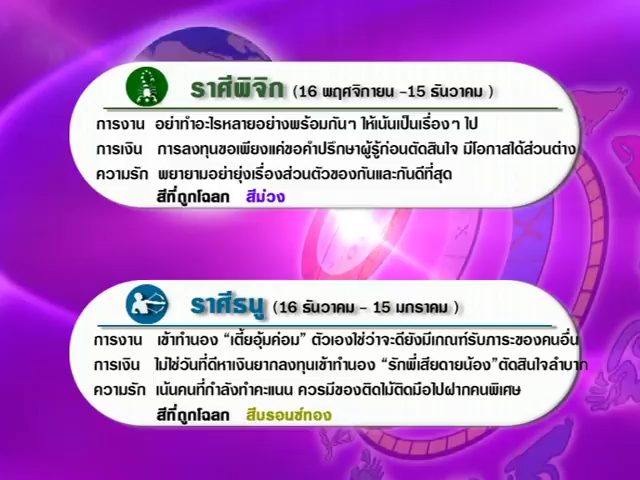 ราศีพิจิก (16 พฤศจิกายน -15 ธันวาคม )
การงาน อย่าทำอะไรหลายอย่างพร้อมกันๆ ให้เน้นเป็นเรื่องๆ ไป
การเงิน การลงทุนขอเพียงแค่ขอคำปรึกษาผู้รู้ก่อนตัดสินใจ มีโอกาสได้ส่วนต่าง
ความรัก พยายามอย่ายุ่งเรื่องส่วนตัวของกันและกันดีที่สุด
สีที่ถูกโฉลก สีม่วง
ราศีธนู (16 ธันวาคม - 15 มกราคม )
การงาน เข้าทำนอง “เตี้ยอุ้มค่อม” ตัวเองใช่ว่าจะดียังมีเกณฑ์รับภาระของคนอื่น
การเงิน ไม่ใช่วันที่ดีหาเงินยากลงทุนเข้าทำนอง “รักพี่เสียดายน้อง”ตัดสินใจลำบาก
ความรัก เน้นคนที่กำลังทำคะแนน ควรมีของติดไม้ติดมือไปฝากคนพิเศษ
สีที่ถูกโฉลก สีบรอนซ์ทอง